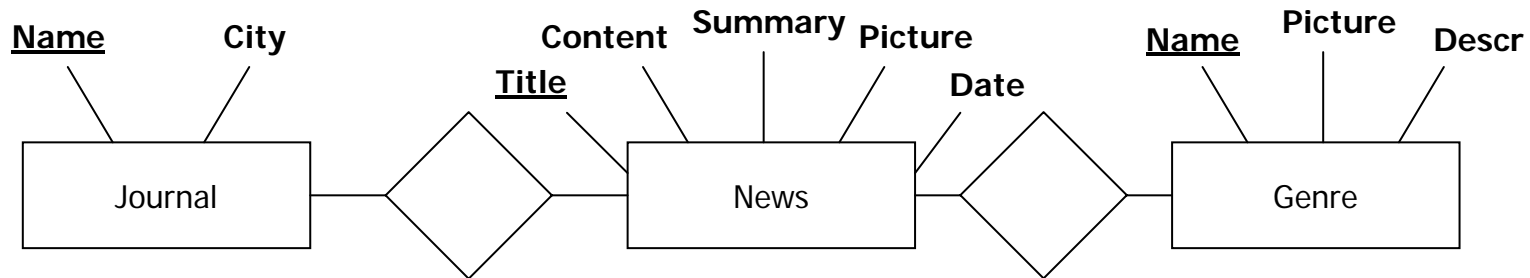 Name
City
Title
Content
Summary
Picture
Date
Name
Picture
Descr
Journal
News
Genre